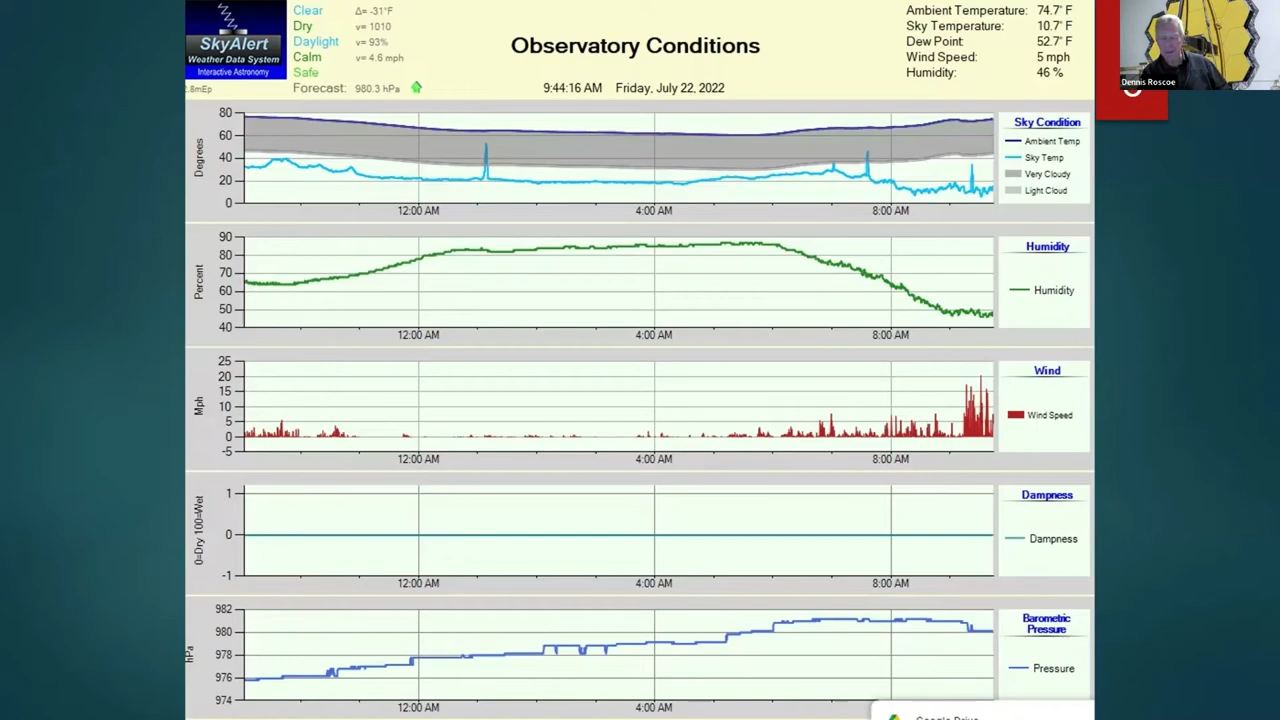 SkyAlert
Weather Data System
Interactive Astronomy
Clear Δ= -31°F
Dry v= 1010
Daylight v= 93%
Calm v= 4.6 mph
Safe
Forecast: 980.3 hPa
Observatory Conditions
9:44:16 AM Friday, July 22, 2022
Ambient Temperature: 74.7° F
Sky Temperature: 10.7° F
Dew Point: 52.7° F
Wind Speed: 5 mph
Humidity: 46 %
Dennis Roscoe
Degrees
80
60
40
20
0
12:00 AM 4:00 AM 8:00 AM
Sky Condition
Ambient Temp
Sky Temp
Very Cloudy
Light Cloud
Percent
90
80
70
60
50
40
12:00 AM 4:00 AM 8:00 AM
Humidity
Humidity
Mph
25
20
15
10
5
0
-5
12:00 AM 4:00 AM 8:00 AM
Wind
Wind Speed
0=Dry 100=Wet
1
0
-1
12:00 AM 4:00 AM 8:00 AM
Dampness
Dampness
hPa
982
980
978
976
974
12:00 AM 4:00 AM
Barometric
Pressure
Pressure
Google Drive